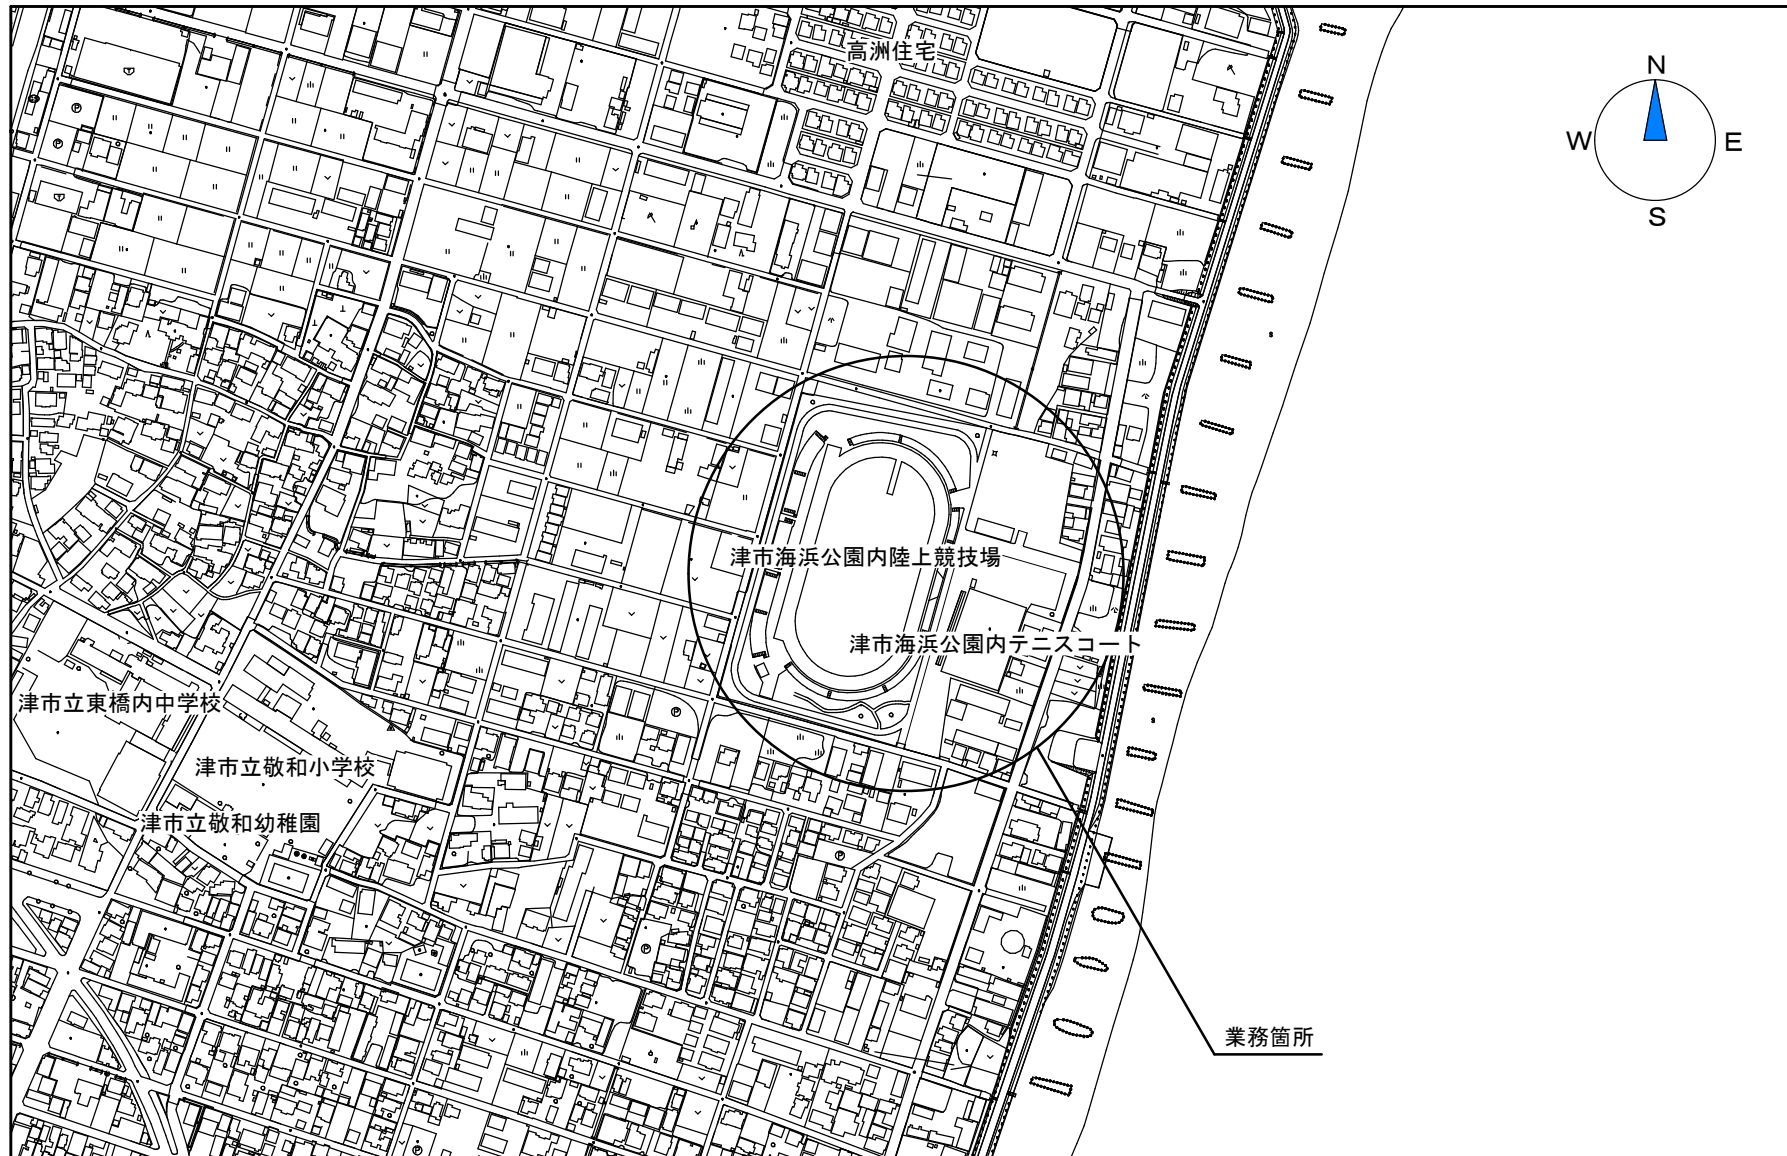 高洲住宅
N
W
E
S
津市海浜公園内陸上競技場
津市海浜公園内テニスコート
津市立東橋内中学校
津市立敬和小学校
津市立敬和幼稚園
業務箇所